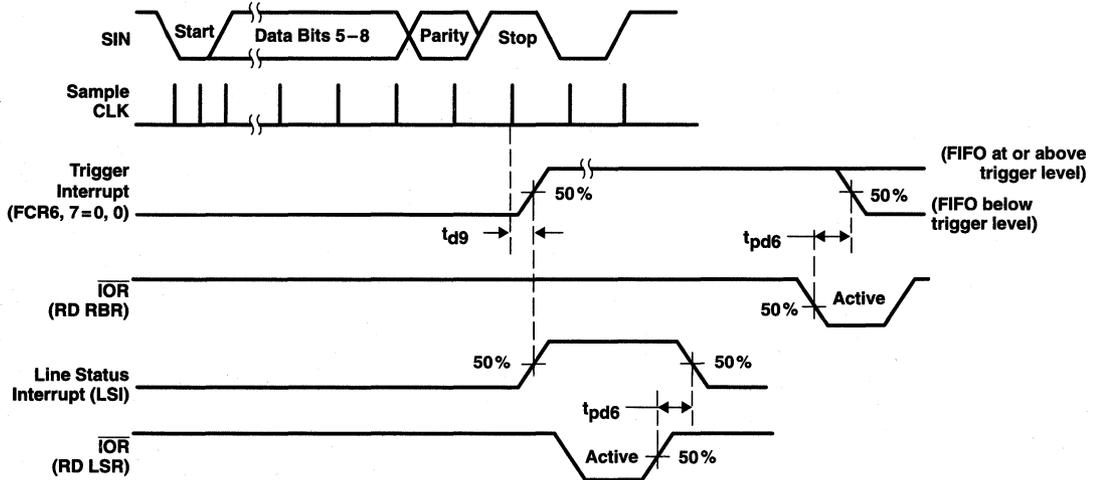 SIN
Start
Data Bits 5–8
Parity
Stop
Sample
CLK
Trigger
Interrupt
(FCR6, 7=0, 0)
50%
50%
(FIFO at or above
trigger level)
(FIFO below
trigger level)
td9
tpd6
IOR
(RD RBR)
50%
Active
Line Status
Interrupt (LSI)
50%
50%
tpd6
IOR
(RD LSR)
Active
50%